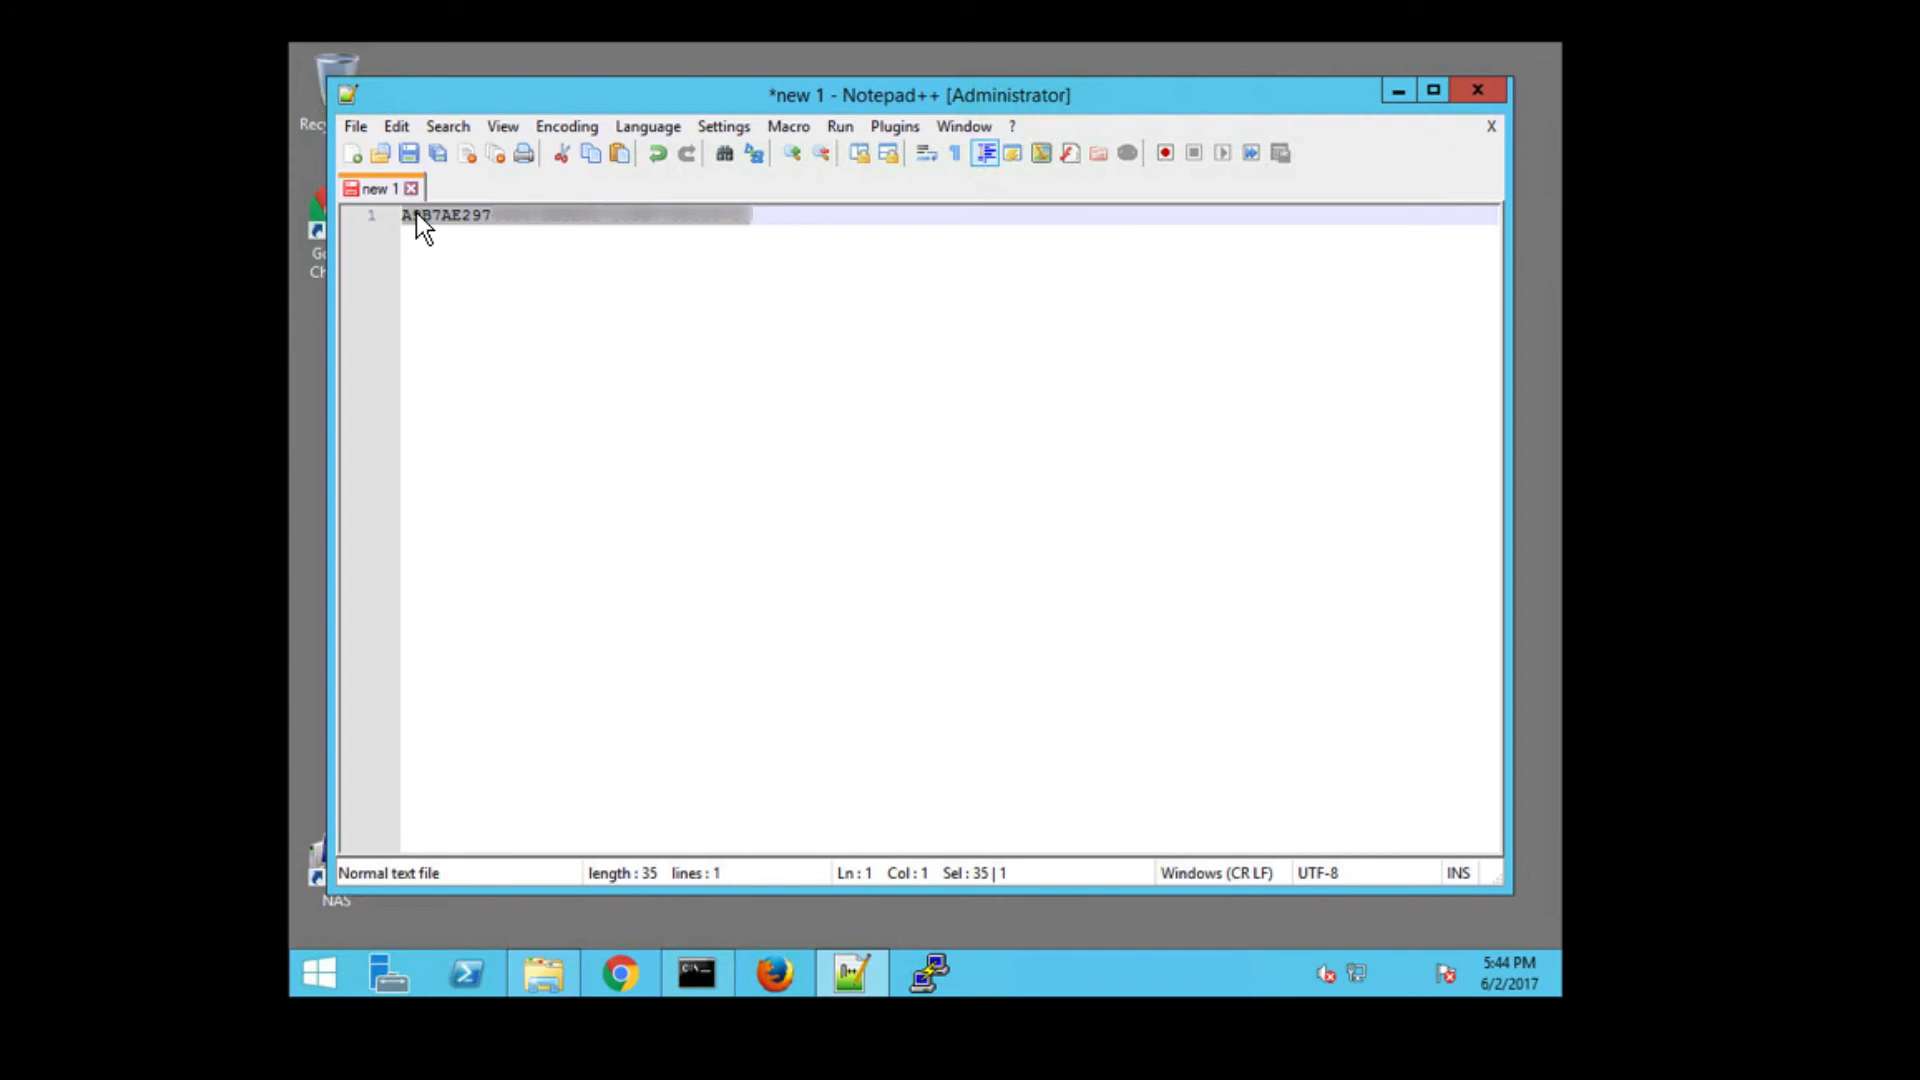 *new 1 - Notepad++ [Administrator]
File Edit Search View Encoding Language Settings Macro Run Plugins Window ? X
new 1
1
Normal text file length : 35 lines : 1 Ln : 1 Col : 1 Sel : 35 | 1 Windows (CR LF) UTF-8 INS
NAS
5:44 PM
6/2/2017